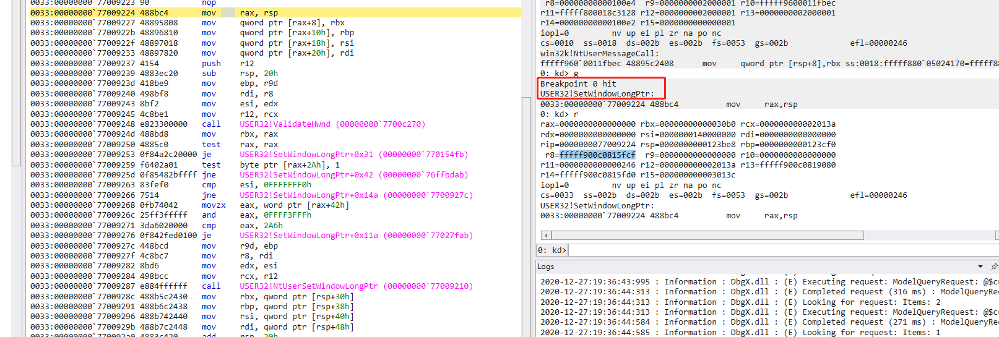 0033:00000000`77009223 90 nop
0033:00000000`77009224 488bc4 mov rax, rsp
0033:00000000`77009227 48895808 mov qword ptr [rax+8], rbx
0033:00000000`7700922b 48896810 mov qword ptr [rax+10h], rbp
0033:00000000`7700922f 48897018 mov qword ptr [rax+18h], rsi
0033:00000000`77009233 48897820 mov qword ptr [rax+20h], rdi
0033:00000000`77009237 4154 push r12
0033:00000000`77009239 4883ec20 sub rsp, 20h
0033:00000000`7700923d 418be9 mov ebp, r9d
0033:00000000`77009240 498bf8 mov rdi, r8
0033:00000000`77009243 8bf2 mov esi, edx
0033:00000000`77009245 4c8be1 mov r12, rcx
0033:00000000`77009248 e823300000 call USER32!ValidateHwnd (00000000`7700c270)
0033:00000000`7700924d 488bd8 mov rbx, rax
0033:00000000`77009250 4885c0 test rax, rax
0033:00000000`77009253 0f84a2c20000 je USER32!SetWindowLongPtr+0x31 (00000000`770154fb)
0033:00000000`77009259 f6402a01 test byte ptr [rax+2Ah], 1
0033:00000000`7700925d 0f85482bffff jne USER32!SetWindowLongPtr+0x42 (00000000`76ffbdab)
0033:00000000`77009263 83fef0 cmp esi, 0FFFFFFF0h
0033:00000000`77009266 7514 jne USER32!SetWindowLongPtr+0x14a (00000000`7700927c)
0033:00000000`77009268 0fb74042 movzx eax, word ptr [rax+42h]
0033:00000000`7700926c 25ff3fffff and eax, 0FFFF3FFFh
0033:00000000`77009271 3da6020000 cmp eax, 2A6h
0033:00000000`77009276 0f842fed0100 je USER32!SetWindowLongPtr+0x11a (00000000`77027fab)
0033:00000000`7700927c 448bcd mov r9d, ebp
0033:00000000`7700927f 4c8bc7 mov r8, rdi
0033:00000000`77009282 8bd6 mov edx, esi
0033:00000000`77009284 498bcc mov rcx, r12
0033:00000000`77009287 e884ffffff call USER32!NtUserSetWindowLongPtr (00000000`77009210)
0033:00000000`7700928c 488b5c2430 mov rbx, qword ptr [rsp+30h]
0033:00000000`77009291 488b6c2438 mov rbp, qword ptr [rsp+38h]
0033:00000000`77009296 488b742440 mov rsi, qword ptr [rsp+40h]
0033:00000000`7700929b 488b7c2448 mov rdi, qword ptr [rsp+48h]
0033:00000000`770092a0 4883c420 add rsp, 20h
r8=00000000000100e4 r9=0000000002000001 r10=fffff9600011fbec
r11=fffff800018c3128 r12=0000000002000001 r13=0000000002000001
r14=00000000000100e2 r15=0000000000000001
iopl=0 nv up ei pl zr na po nc
cs=0010 ss=0018 ds=002b es=002b fs=0053 gs=002b efl=00000246
win32k!NtUserMessageCall:
fffff960`0011fbec 48895c2408 mov qword ptr [rsp+8],rbx ss:0018:fffff880`05024170=fffff88
0: kd> g
Breakpoint 0 hit
USER32!SetWindowLongPtr:
0033:00000000`77009224 488bc4 mov rax,rsp
0: kd> r
rax=0000000000000000 rbx=00000000000030b0 rcx=000000000002013a
rdx=0000000000000000 rsi=0000000140000000 rdi=0000000000000000
rip=0000000077009224 rsp=0000000000123be8 rbp=0000000000123cf0
r8=fffff900c0815fcf r9=0000000000000000 r10=0000000000000000
r11=0000000000000246 r12=000000000002013a r13=fffff900c0819080
r14=fffff900c0815fd0 r15=000000000003013c
iopl=0 nv up ei pl zr na po nc
cs=0033 ss=002b ds=002b es=002b fs=0053 gs=002b efl=00000246
USER32!SetWindowLongPtr:
0033:00000000`77009224 488bc4 mov rax,rsp
0: kd>
Logs
2020-12-27:19:36:43:995 : Information : DbgX.dll : (E) Executing request: ModelQueryRequest: @$cu
2020-12-27:19:36:44:313 : Information : DbgX.dll : (E) Completed request (316 ms) : ModelQueryReq
2020-12-27:19:36:44:313 : Information : DbgX.dll : (E) Looking for request: Items: 2
2020-12-27:19:36:44:313 : Information : DbgX.dll : (E) Executing request: ModelQueryRequest: @$cu
2020-12-27:19:36:44:584 : Information : DbgX.dll : (E) Completed request (271 ms) : ModelQueryReq
2020-12-27:19:36:44:585 : Information : DbgX.dll : (E) Looking for request: Items: 1